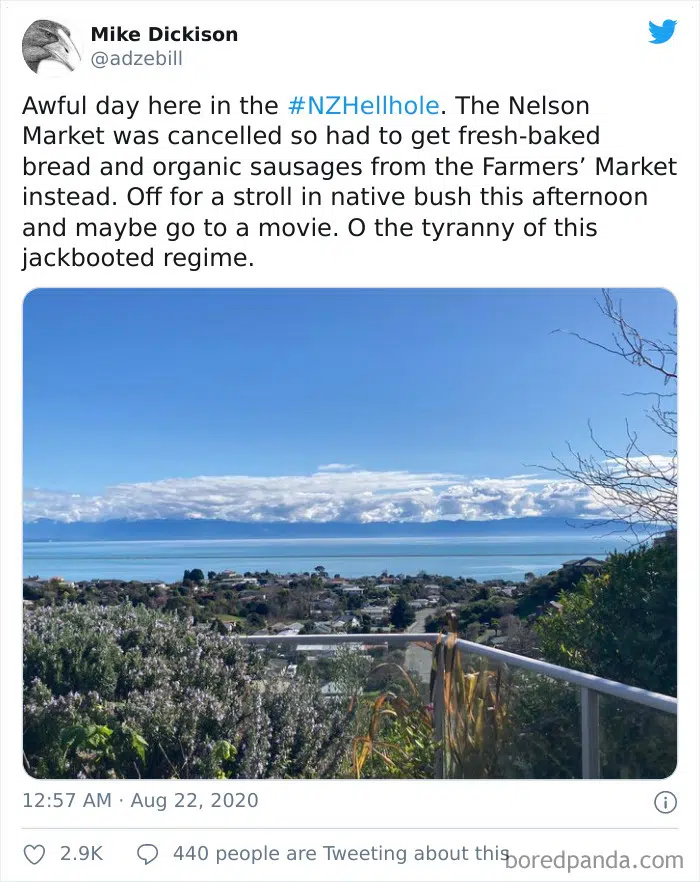 Mike Dickison
@adzebill
Awful day here in the #NZHellhole. The Nelson
Market was cancelled so had to get fresh-baked
bread and organic sausages from the Farmers’ Market
instead. Off for a stroll in native bush this afternoon
and maybe go to a movie. O the tyranny of this
jackbooted regime.
12:57 AM · Aug 22, 2020
2.9K 440 people are Tweeting about this
boredpanda.com